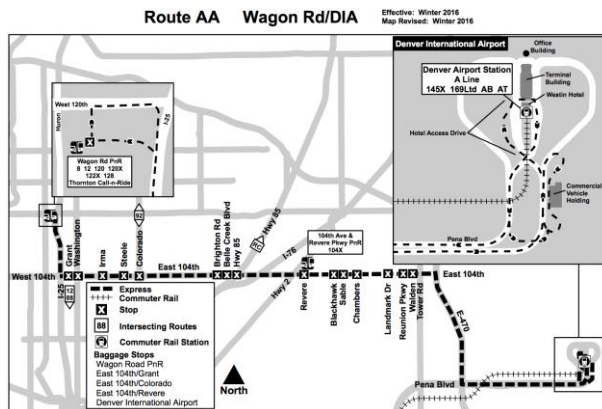 Route AA Wagon Rd/DIA
Effective: Winter 2016
Map Revised: Winter 2016
Denver International Airport
Office
Building
Denver Airport Station
A Line
145X 169Ltd AB AT
Terminal
Building
Westin Hotel
Hotel Access Drive
Commercial
Vehicle
Holding
Pena Blvd
West 120th
Huron
I-25
Wagon Rd PnR
8 12 120 120X
122X 128
Thornton Call-n-Ride
92
Grant
Washington
Irma
Steele
Colorado
Brighton Rd
Belle Creek Blvd
Hwy 85
Hwy 85
I-76
104th Ave &
Revere Pkwy PnR
104X
West 104th
East 104th
East 104th
I-25
12
88
Hwy 2
Revere
Blackhawk
Sable
Chambers
Landmark Dr
Reunion Pkwy
Walden
Tower Rd
E-470
Pena Blvd
Express
Commuter Rail
X Stop
88 Intersecting Routes
Commuter Rail Station
Baggage Stops
Wagon Road PnR
East 104th/Grant
East 104th/Colorado
East 104th/Revere
Denver International Airport
North